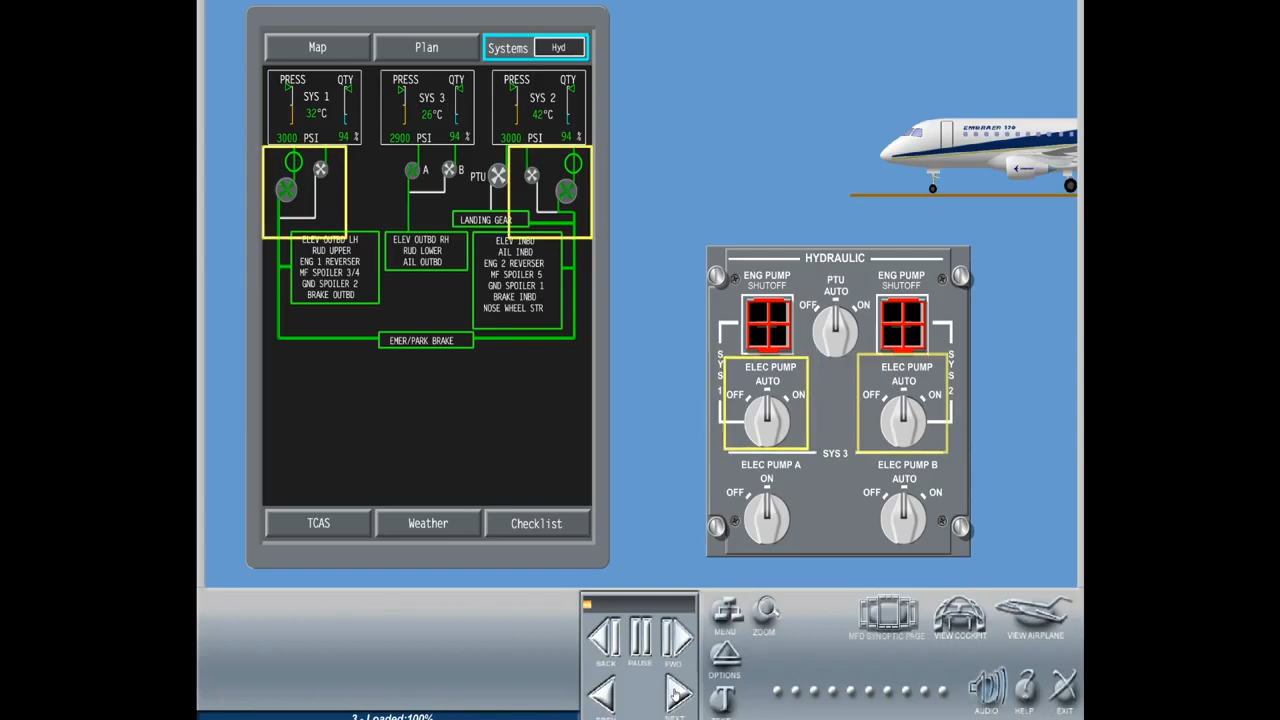 Map
Plan
Systems
Hyd
PRESS QTY
SYS 1
32°C
3000 PSI 94 %
PRESS QTY
SYS 3
26°C
2900 PSI 94 %
PRESS QTY
SYS 2
42°C
3000 PSI 94 %
A
B
PTU
LANDING GEAR
ELEV OUTBD LH
RUD UPPER
ENG 1 REVERSER
MF SPOILER 3/4
GND SPOILER 2
BRAKE OUTBD
ELEV OUTBD RH
RUD LOWER
AIL OUTBD
ELEV INBD
AIL INBD
ENG 2 REVERSER
MF SPOILER 5
GND SPOILER 1
BRAKE INBD
NOSE WHEEL STR
EMER/PARK BRAKE
TCAS
Weather
Checklist
EMBRAER 170
HYDRAULIC
ENG PUMP
SHUTOFF
PTU
AUTO
OFF
ON
ENG PUMP
SHUTOFF
SYS 1
ELEC PUMP
AUTO
OFF
ON
ELEC PUMP
AUTO
OFF
ON
SYS 2
SYS 3
ELEC PUMP A
ON
OFF
ELEC PUMP B
AUTO
OFF
ON
BACK
PAUSE
FWD
NEXT
MENU
ZOOM
OPTIONS
MFD SYNOPTIC PAGE
VIEW COCKPIT
VIEW AIRPLANE
AUDIO
HELP
EXIT
3 - Loaded:100%